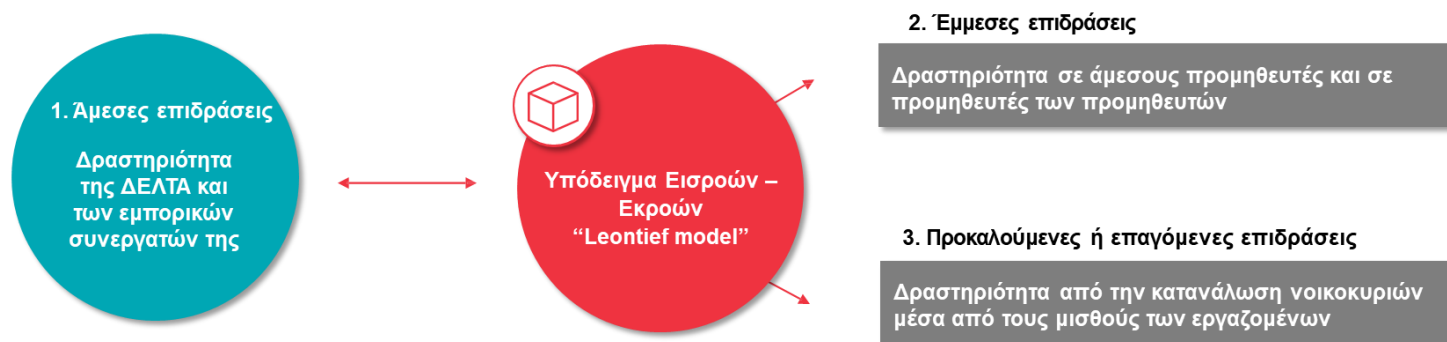 1. Άμεσες επιδράσεις
Δραστηριότητα
της ΔΕΛΤΑ και
των εμπορικών
συνεργατών της
Υπόδειγμα Εισροών –
Εκροών
“Leontief model”
2. Έμμεσες επιδράσεις
Δραστηριότητα σε άμεσους προμηθευτές και σε
προμηθευτές των προμηθευτών
3. Προκαλούμενες ή επαγόμενες επιδράσεις
Δραστηριότητα από την κατανάλωση νοικοκυριών
μέσα από τους μισθούς των εργαζομένων